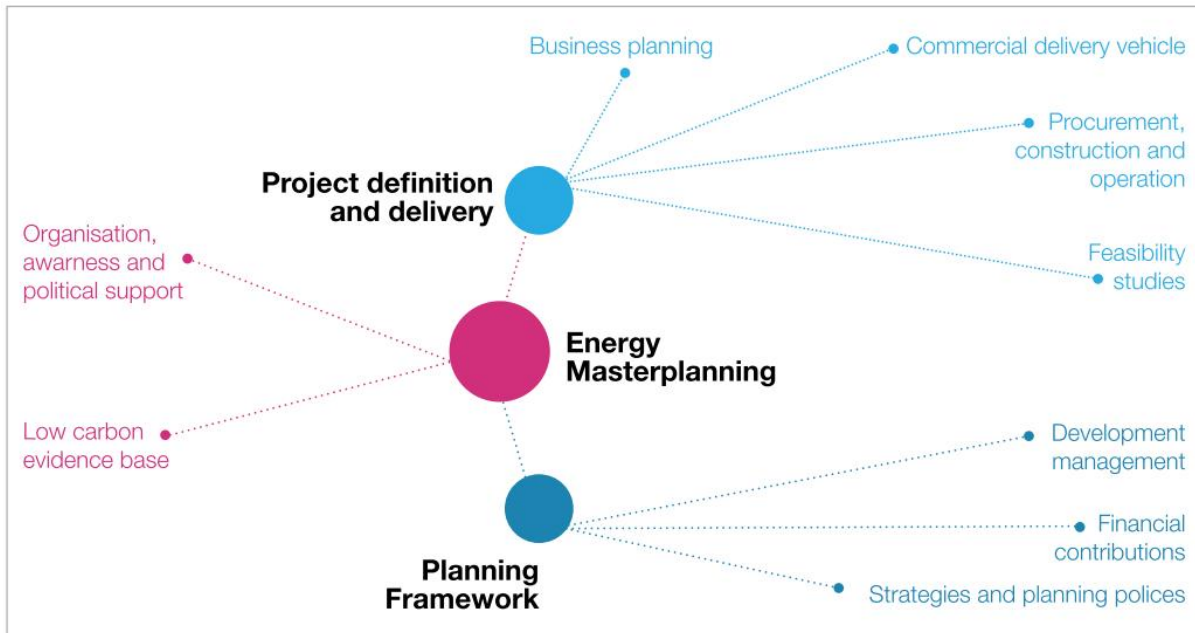 Business planning
Commercial delivery vehicle
Procurement,
construction and
operation
Project definition
and delivery
Organisation,
awarness and
political support
Feasibility
studies
Energy
Masterplanning
Low carbon
evidence base
Development
management
Financial
contributions
Planning
Framework
Strategies and planning polices